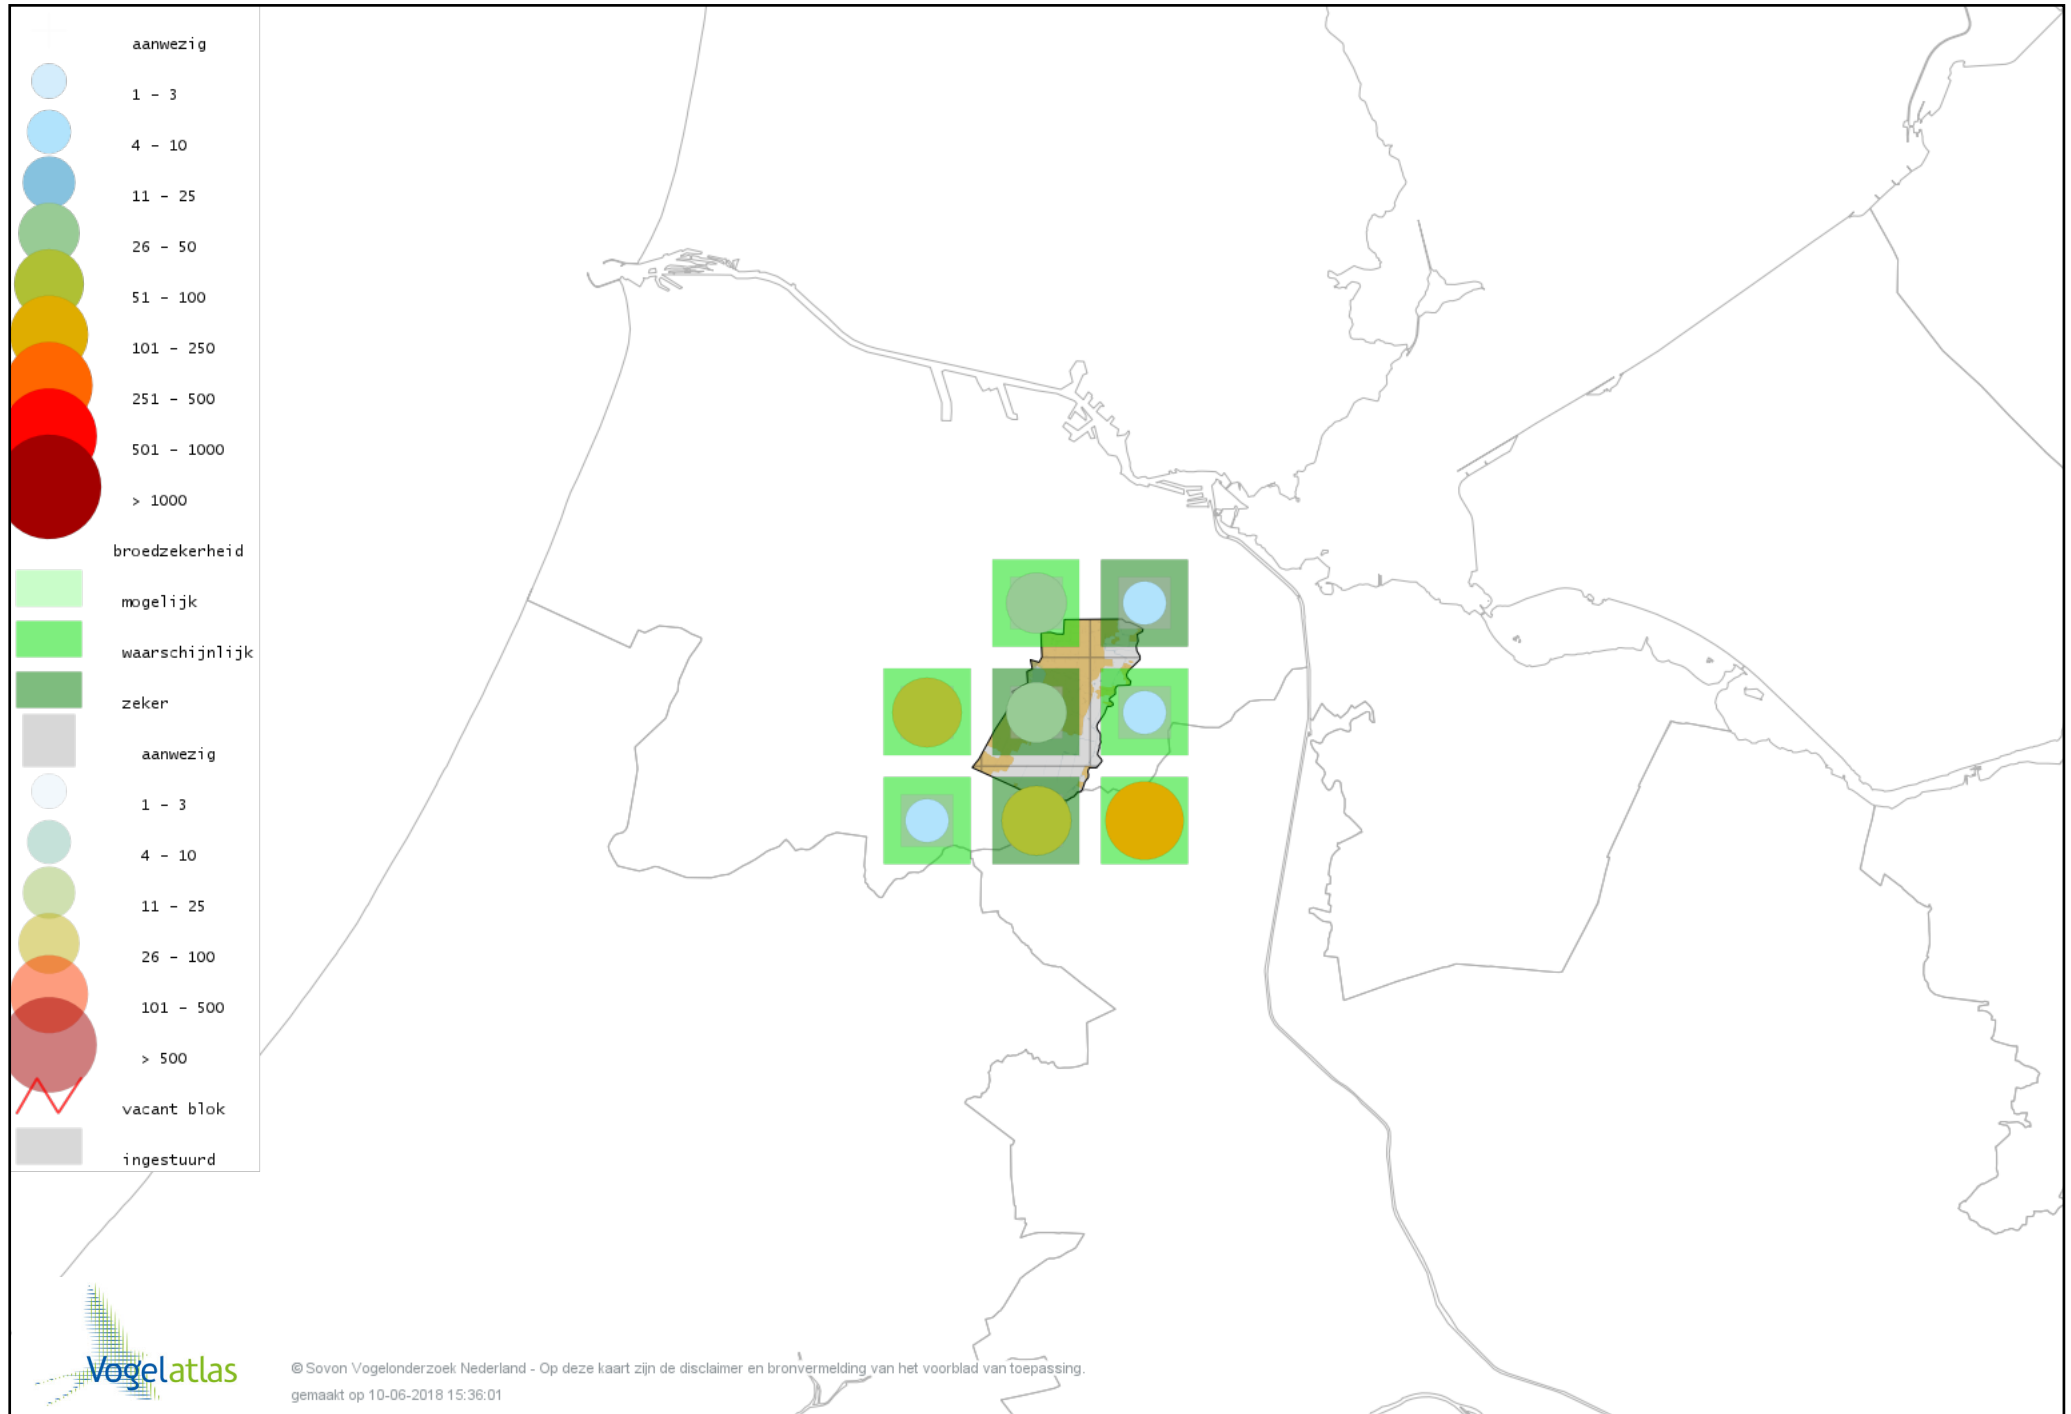 aanwezig
1 - 3
4 - 10
11 - 25
26 - 50
51 - 100
101 - 250
251 - 500
501 - 1000
> 1000
broedzekerheid
mogelijk
waarschijnlijk
zeker
aanwezig
1 - 3
4 - 10
11 - 25
26 - 100
101 - 500
> 500
vacant blok
ingestuurd
Vogelatlas
© Sovon Vogelonderzoek Nederland - Op deze kaart zijn de disclaimer en bronvermelding van het voorblad van toepassing.
gemaakt op 10-06-2018 15:36:01